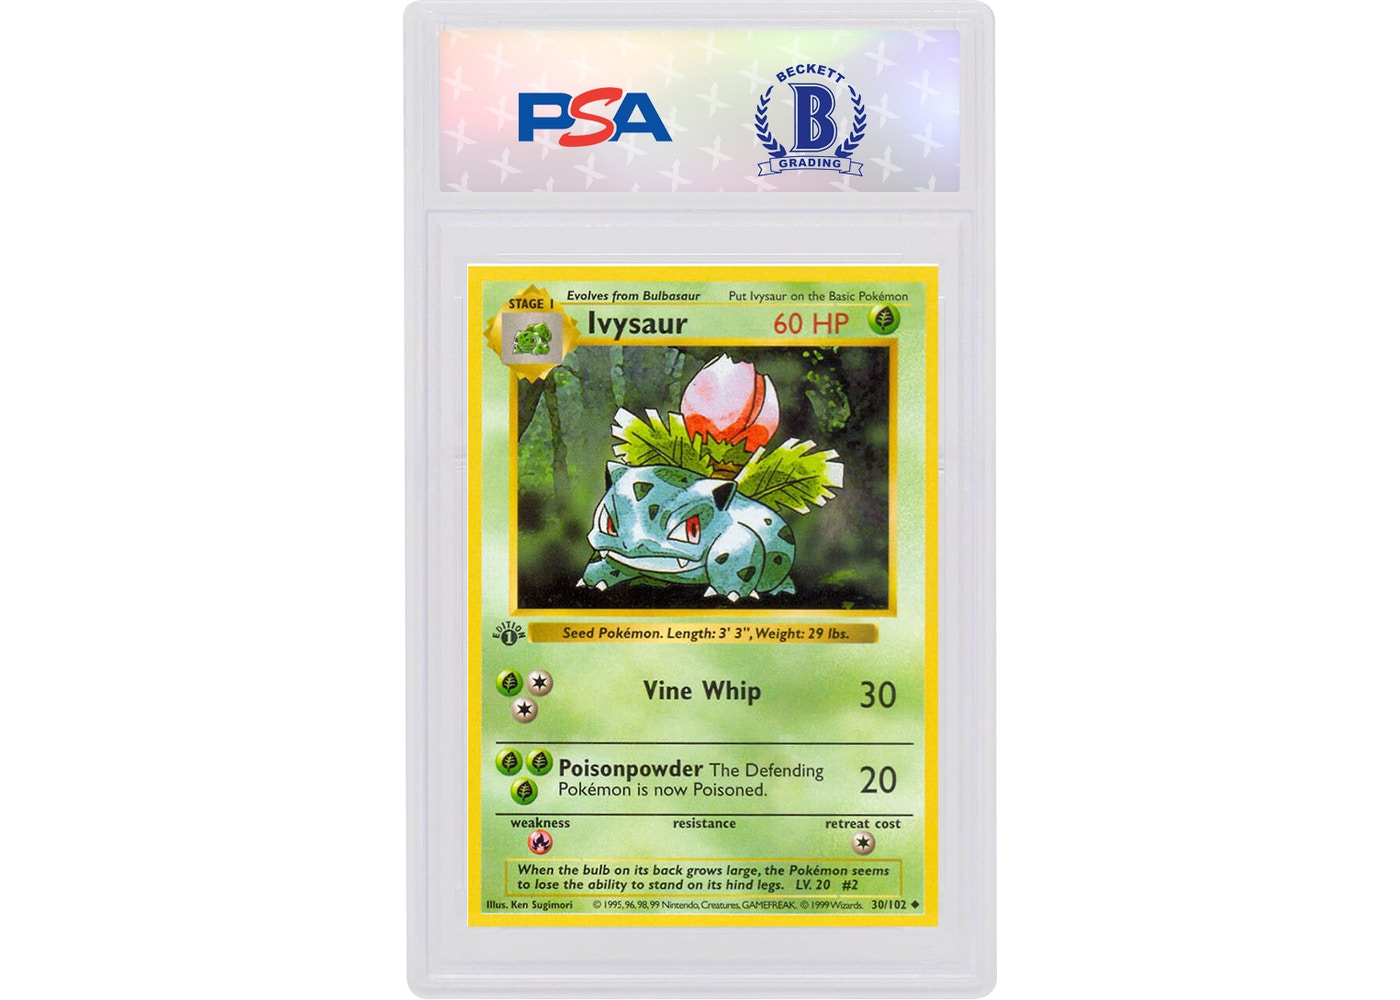 PSA
BECKETT
B
GRADING
STAGE 1
Evolves from Bulbasaur
Put Ivysaur on the Basic Pokémon
Ivysaur
60 HP
EDITION
1
Seed Pokémon. Length: 3' 3", Weight: 29 lbs.
Vine Whip
30
Poisonpowder The Defending
Pokémon is now Poisoned.
20
weakness
resistance
retreat cost
When the bulb on its back grows large, the Pokémon seems
to lose the ability to stand on its hind legs. LV. 20 #2
Illus. Ken Sugimori
© 1995, 96, 98, 99 Nintendo, Creatures, GAMEFREAK. © 1999 Wizards.
30/102